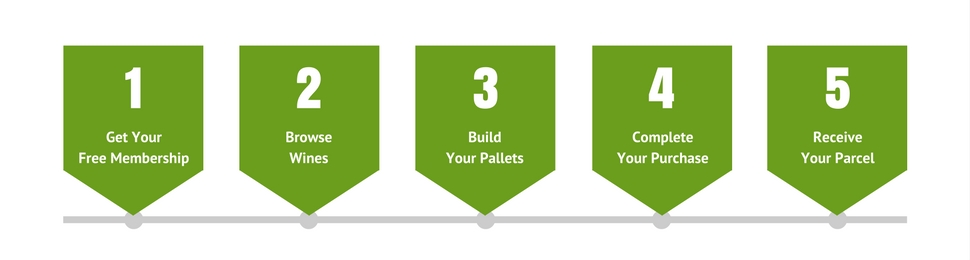 1
Get Your
Free Membership
2
Browse
Wines
3
Build
Your Pallets
4
Complete
Your Purchase
5
Receive
Your Parcel